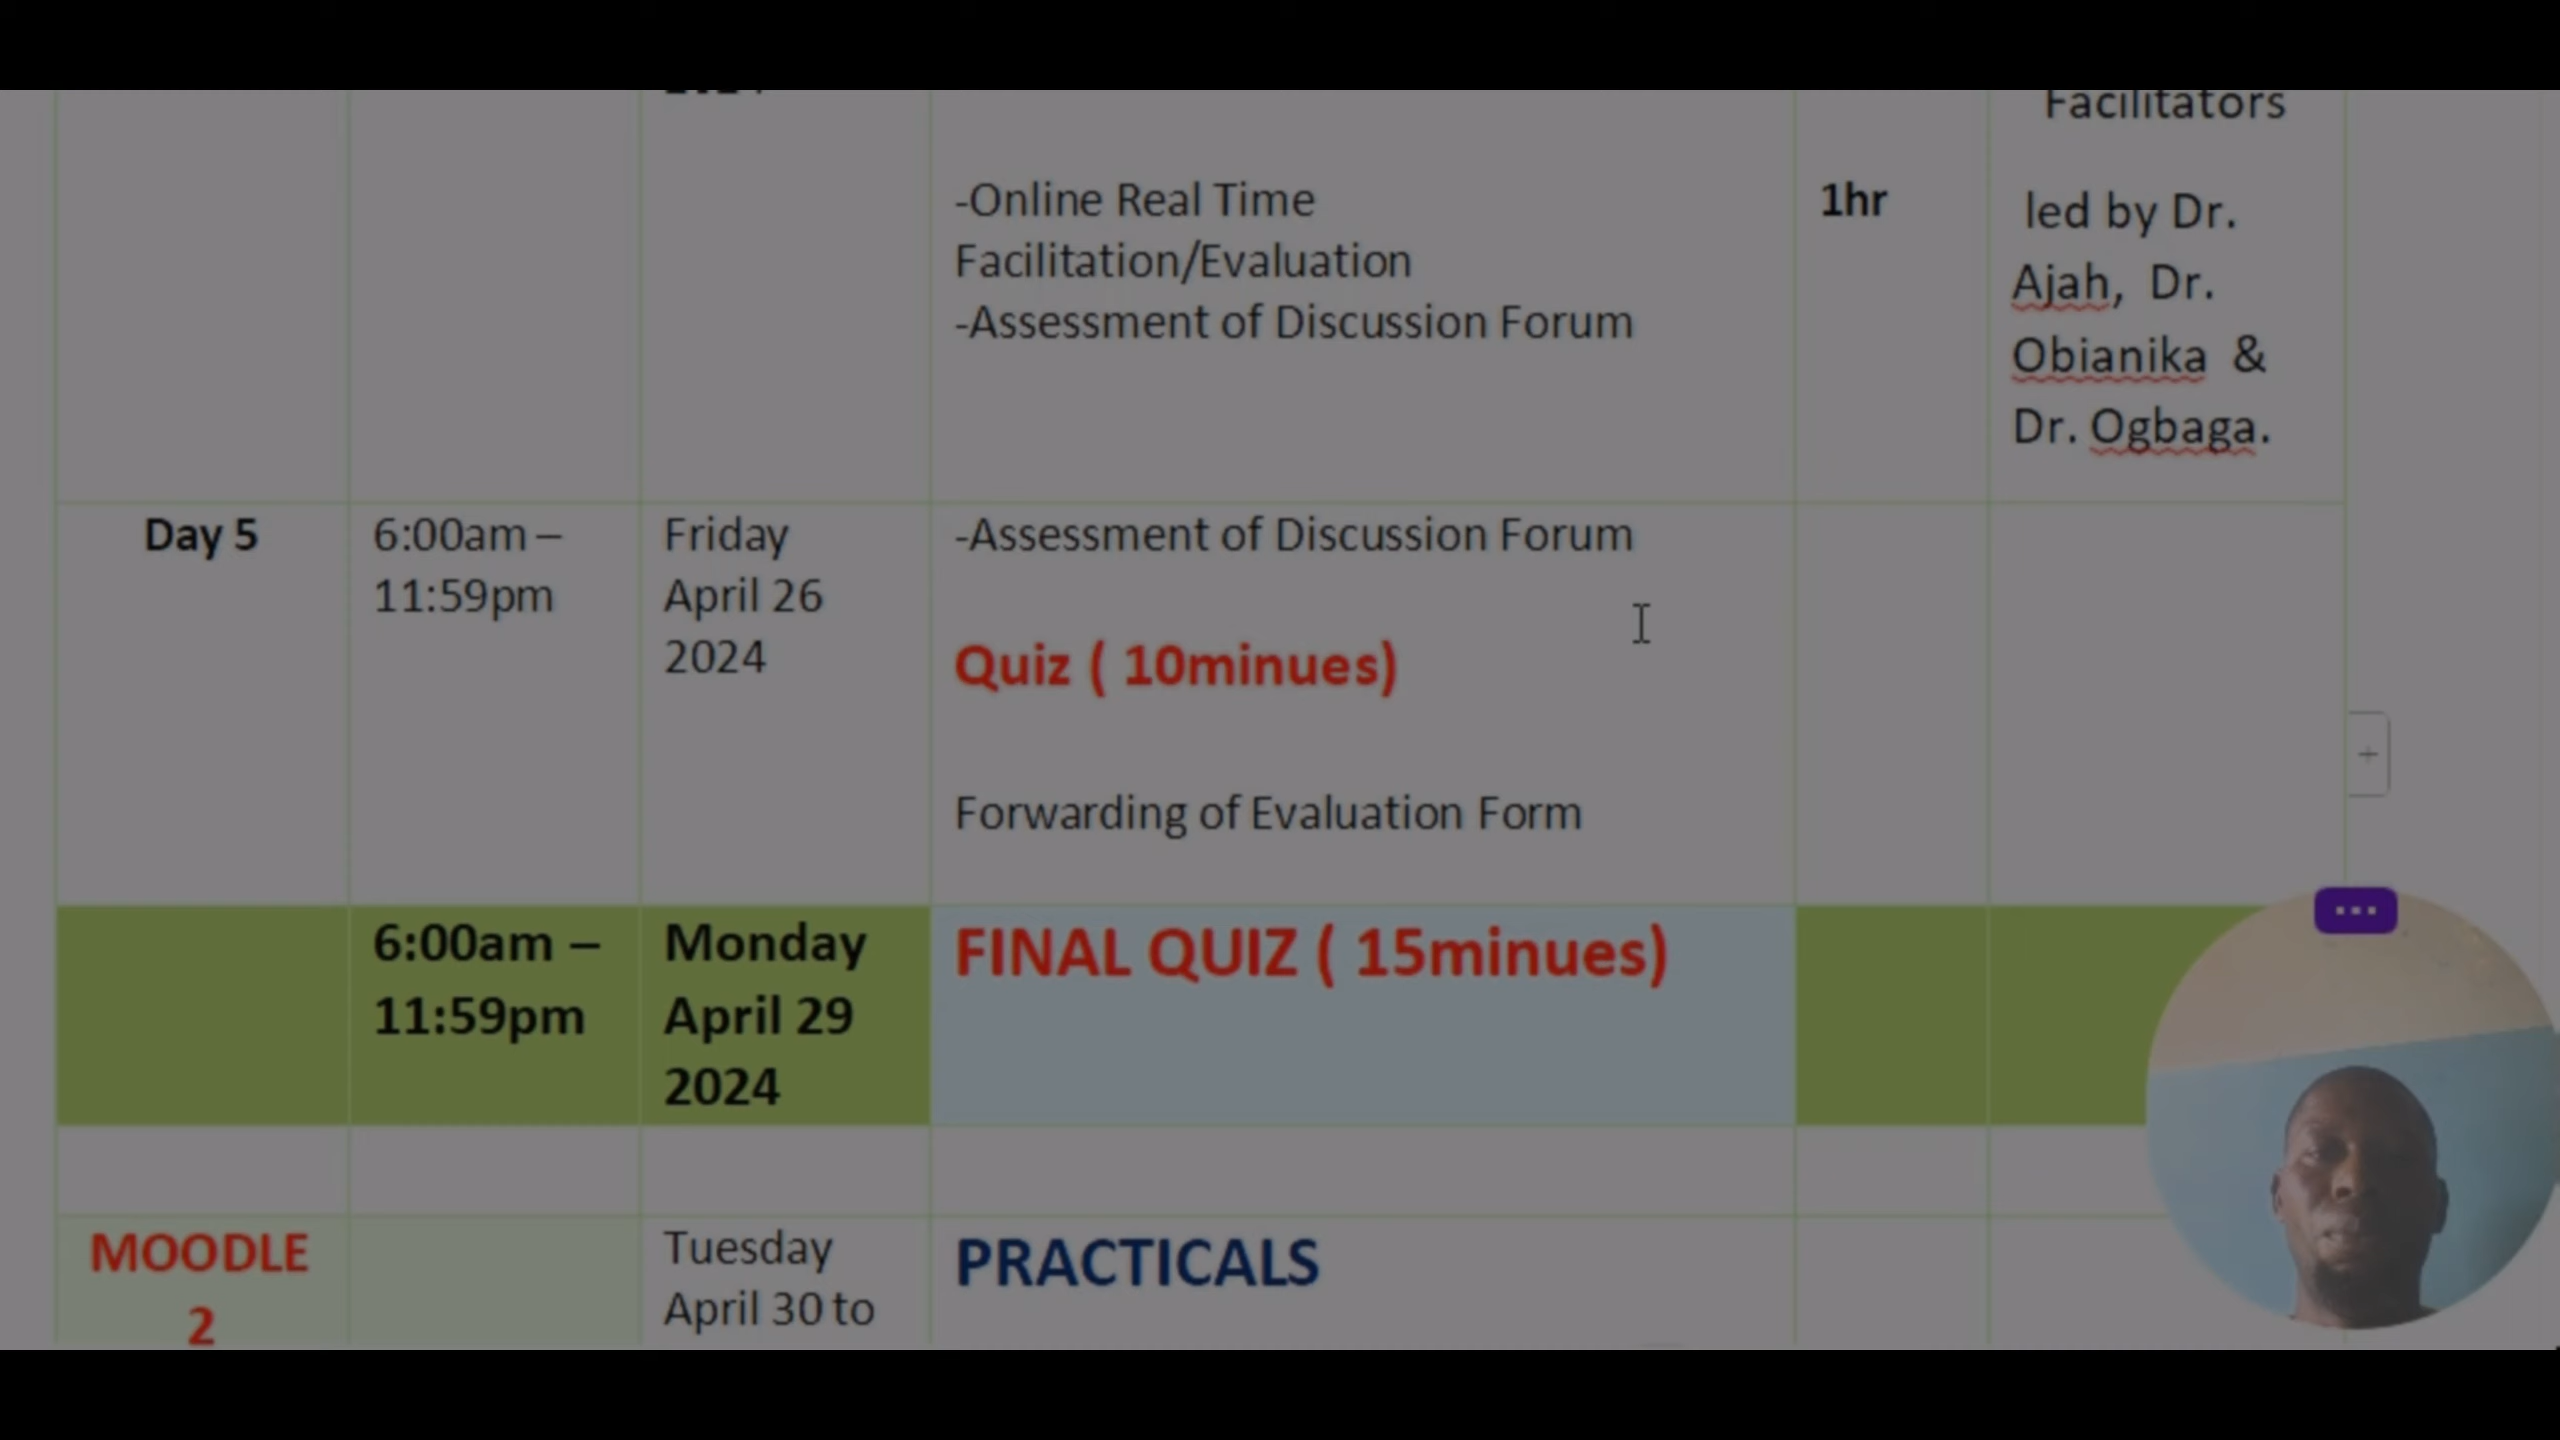 Facilitators
-Online Real Time
Facilitation/Evaluation
-Assessment of Discussion Forum
1hr
led by Dr.
Ajah, Dr.
Obianika &
Dr. Ogbaga.
Day 5
6:00am –
11:59pm
Friday
April 26
2024
-Assessment of Discussion Forum
Quiz ( 10minues)
Forwarding of Evaluation Form
6:00am –
11:59pm
Monday
April 29
2024
FINAL QUIZ ( 15minues)
MOODLE
2
Tuesday
April 30 to
PRACTICALS